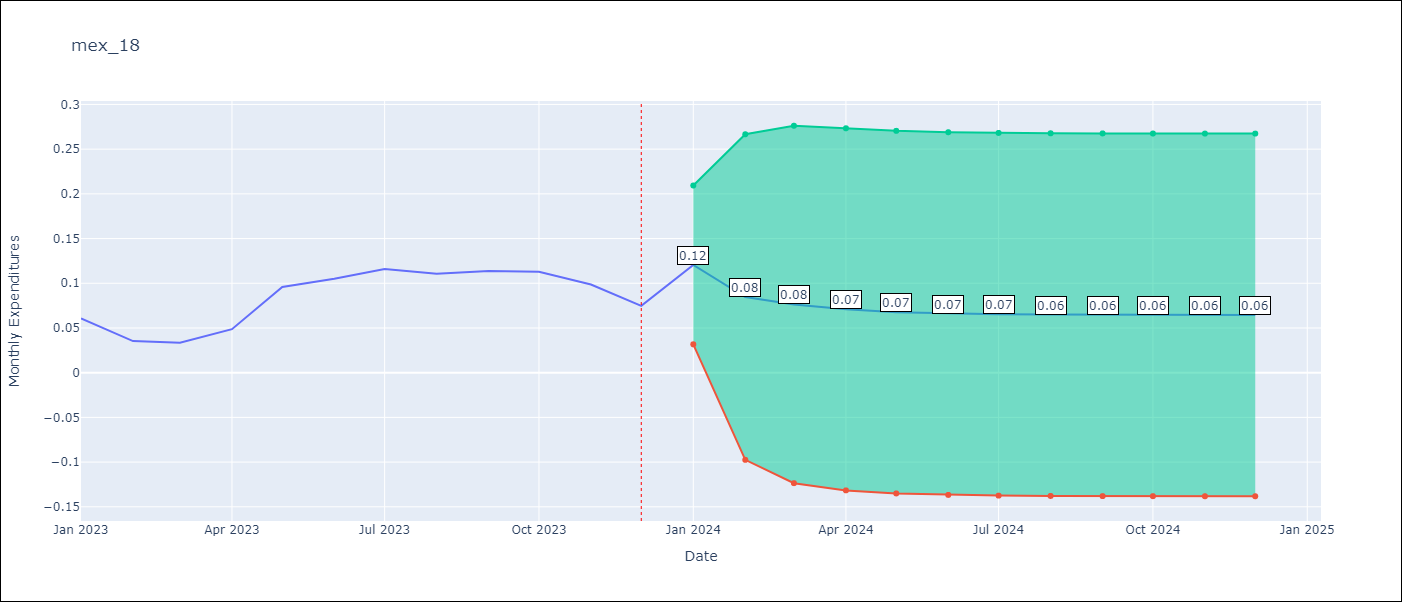 mex_18
Monthly Expenditures
0.3
0.25
0.2
0.15
0.1
0.05
0
−0.05
−0.1
−0.15
0.12
0.08
0.08
0.07
0.07
0.07
0.07
0.06
0.06
0.06
0.06
0.06
Jan 2023
Apr 2023
Jul 2023
Oct 2023
Jan 2024
Apr 2024
Jul 2024
Oct 2024
Jan 2025
Date